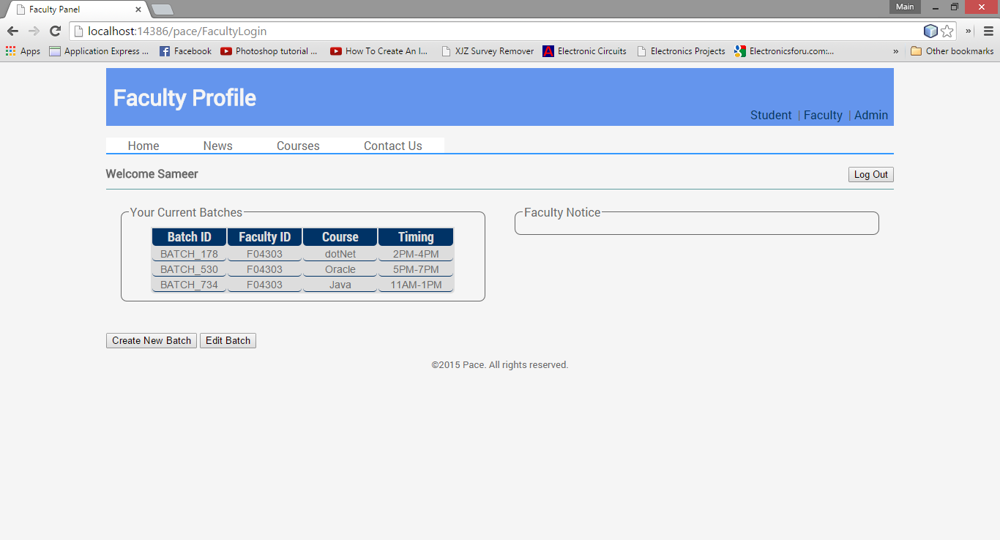 Faculty Panel
Main
localhost:14386/pace/FacultyLogin
»
Apps Application Express ... Facebook Photoshop tutorial ... How To Create An I... XJZ Survey Remover A Electronic Circuits Electronics Projects Electronicsforu.com:... » Other bookmarks
Faculty Profile
Student | Faculty | Admin
Home News Courses Contact Us
Welcome Sameer
Log Out
Your Current Batches
Batch ID Faculty ID Course Timing
BATCH_178 F04303 dotNet 2PM-4PM
BATCH_530 F04303 Oracle 5PM-7PM
BATCH_734 F04303 Java 11AM-1PM
Faculty Notice
Create New Batch Edit Batch
©2015 Pace. All rights reserved.